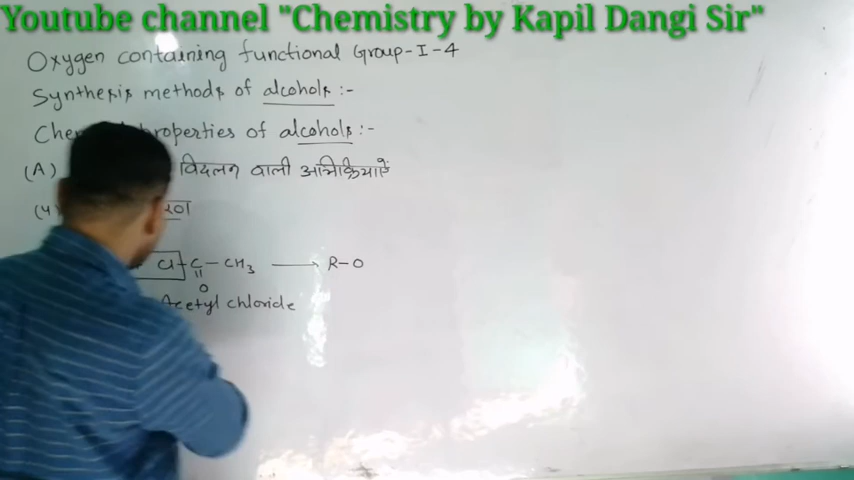 Youtube channel "Chemistry by Kapil Dangi Sir"
Oxygen containing functional Group-I-4
Synthesis methods of alcohols :-
properties of alcohols :-
(A) विदलन वाली अभिक्रियाएँ
(4)
Cl-C-CH3 ⟶ R-O
||
O
Acetyl chloride